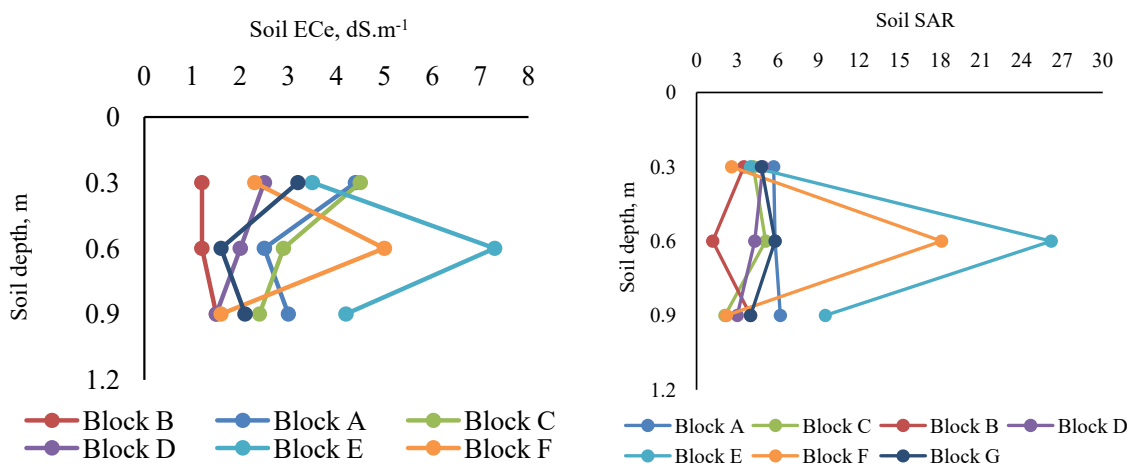 Soil ECe, dS.m⁻¹
0 1 2 3 4 5 6 7 8
0
0.3
0.6
0.9
1.2
Soil depth, m
Block B Block A Block C
Block D Block E Block F
Soil SAR
0 3 6 9 12 15 18 21 24 27 30
0
0.3
0.6
0.9
1.2
Soil depth, m
Block A Block C Block B Block D
Block E Block F Block G